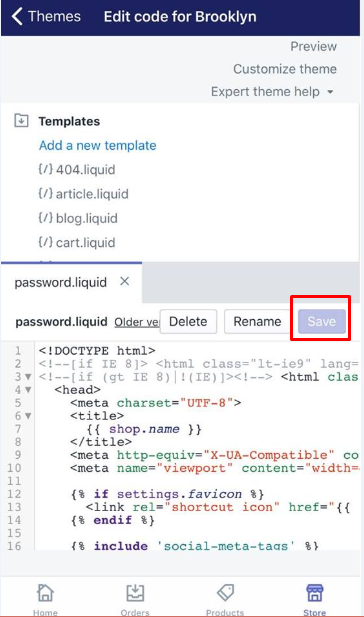 Themes Edit code for Brooklyn
Preview
Customize theme
Expert theme help
Templates
Add a new template
{/} 404.liquid
{/} article.liquid
{/} blog.liquid
{/} cart.liquid
password.liquid ×
password.liquid Older ve Delete Rename Save
1 <!DOCTYPE html>
2 <!--[if IE 8]> <html class="lt-ie9" lang=
3 <!--[if (gt IE 8)|!(IE)]><!--> <html clas
4 <head>
5 <meta charset="UTF-8">
6 <title>
7 {{ shop.name }}
8 </title>
9 <meta http-equiv="X-UA-Compatible" co
10 <meta name="viewport" content="width=
11
12 {% if settings.favicon %}
13 <link rel="shortcut icon" href="{{
14 {% endif %}
15
16 {% include 'social-meta-tags' %}
Home Orders Products Store